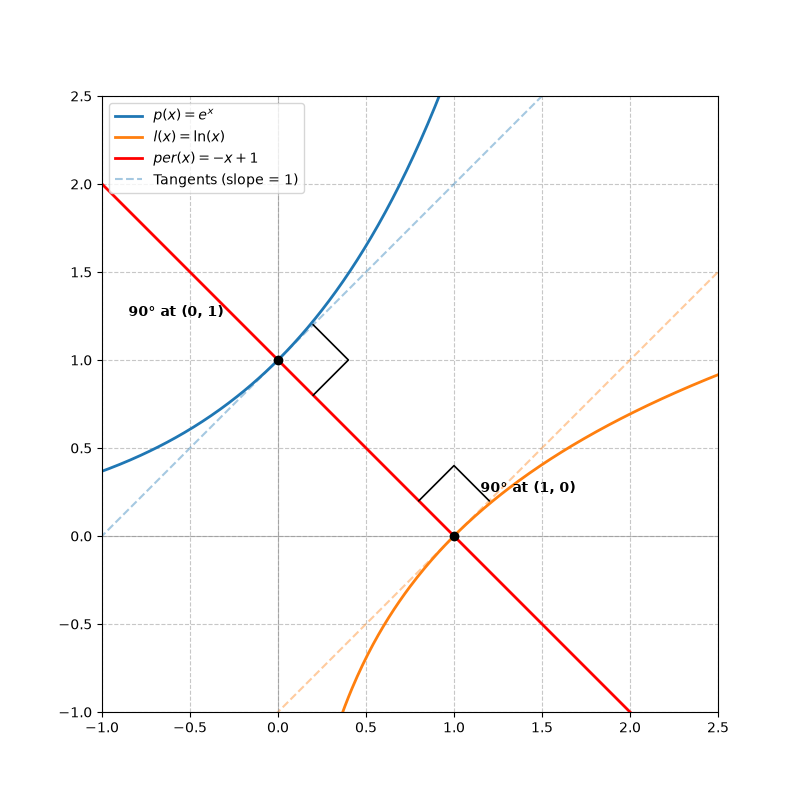 2.5
p(x) = e^x
l(x) = ln(x)
per(x) = −x + 1
Tangents (slope = 1)
2.0
1.5
90° at (0, 1)
1.0
0.5
90° at (1, 0)
0.0
−0.5
−1.0
−1.0 −0.5 0.0 0.5 1.0 1.5 2.0 2.5